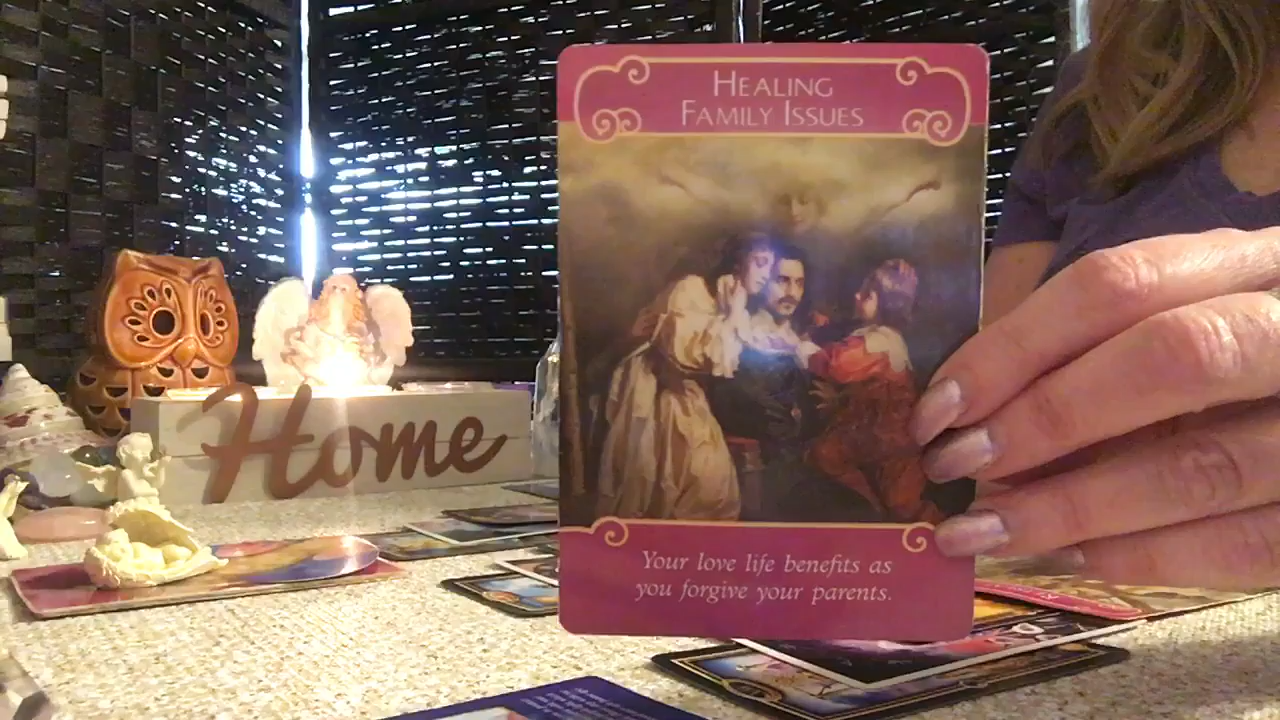 HEALING
FAMILY ISSUES
Home
Your love life benefits as
you forgive your parents.